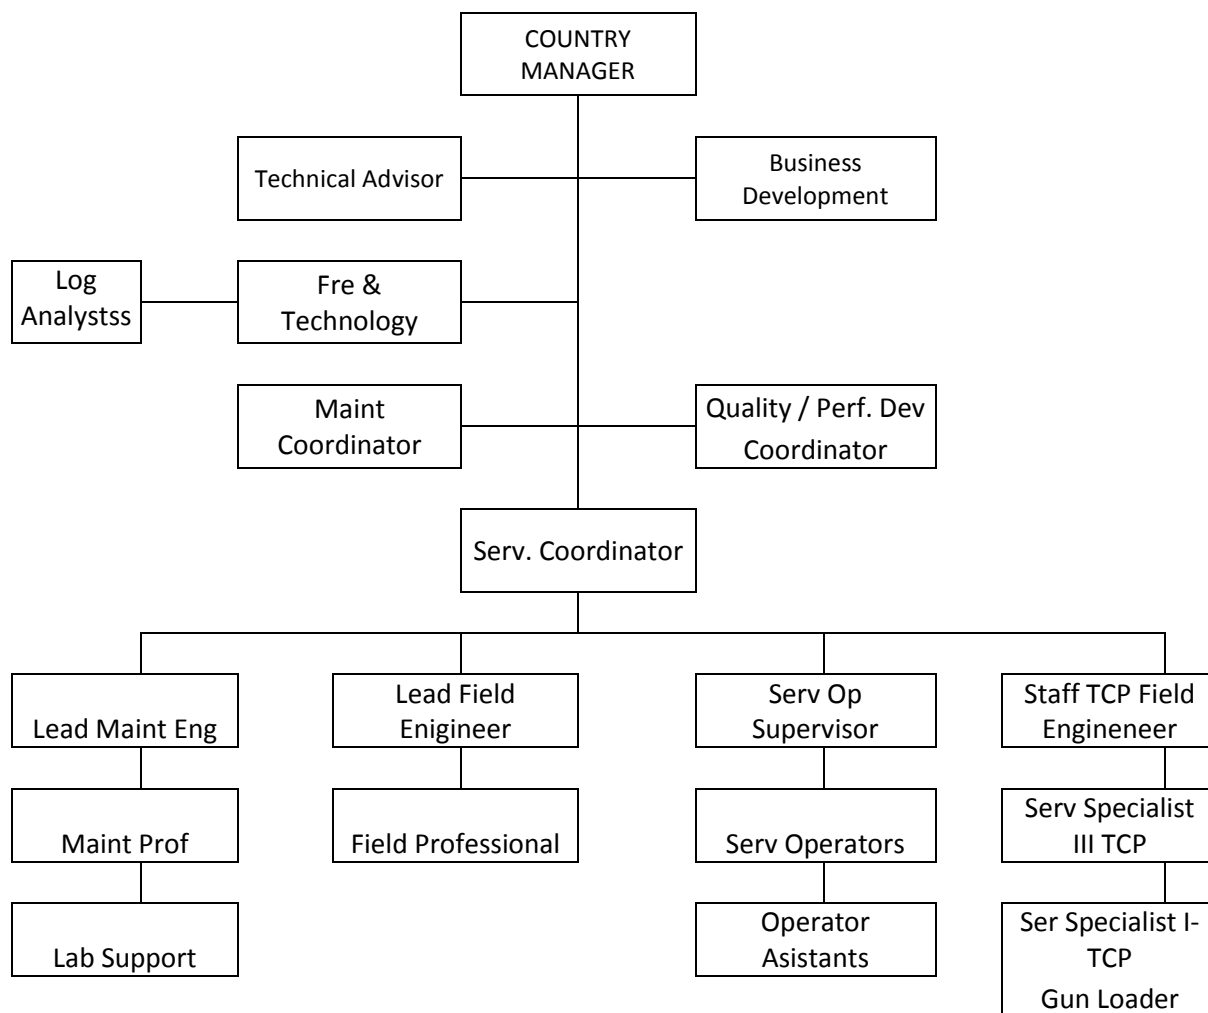 COUNTRY
MANAGER
Technical Advisor
Business
Development
Log
Analystss
Fre &
Technology
Maint
Coordinator
Quality / Perf. Dev
Coordinator
Serv. Coordinator
Lead Maint Eng
Lead Field
Enigineer
Serv Op
Supervisor
Staff TCP Field
Engineneer
Maint Prof
Field Professional
Serv Operators
Serv Specialist
III TCP
Lab Support
Operator
Asistants
Ser Specialist I-
TCP
Gun Loader